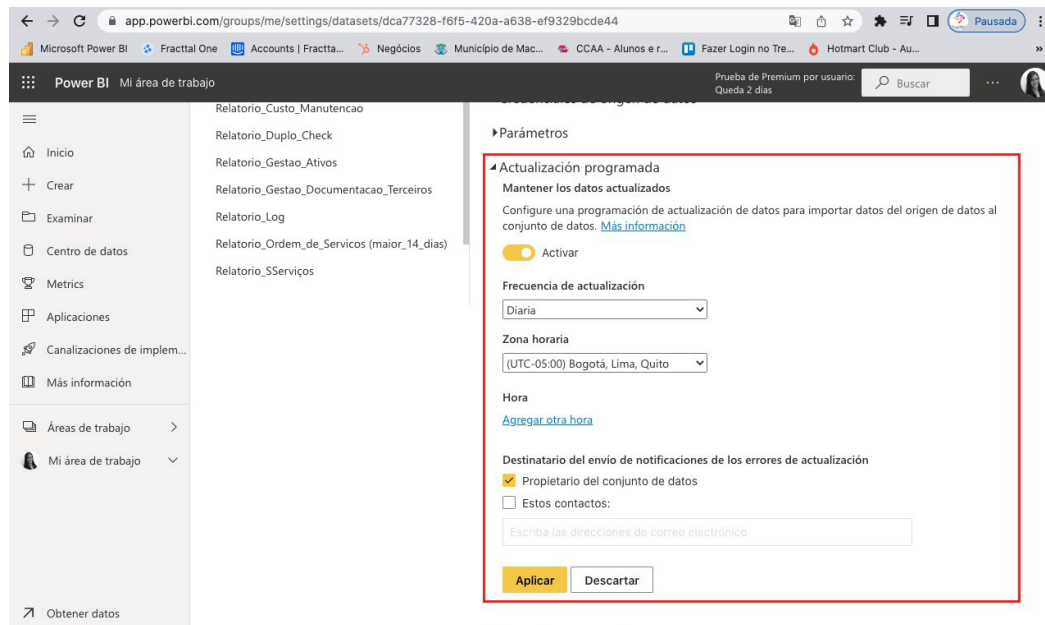 app.powerbi.com/groups/me/settings/datasets/dca77328-f6f5-420a-a638-ef9329bcde44
Pausada
Microsoft Power BI
Fracttal One
Accounts | Fractta...
Negócios
Município de Mac...
CCAA - Alunos e r...
Fazer Login no Tre...
Hotmart Club - Au...
»
Power BI Mi área de trabajo
Prueba de Premium por usuario:
Queda 2 días
Buscar
Inicio
Crear
Examinar
Centro de datos
Metrics
Aplicaciones
Canalizaciones de implem...
Más información
Áreas de trabajo
Mi área de trabajo
Obtener datos
Relatorio_Custo_Manutencao
Relatorio_Duplo_Check
Relatorio_Gestao_Ativos
Relatorio_Gestao_Documentacao_Terceiros
Relatorio_Log
Relatorio_Ordem_de_Servicos (maior_14_dias)
Relatorio_SServiços
Credenciales de origen de datos
Parámetros
Actualización programada
Mantener los datos actualizados
Configure una programación de actualización de datos para importar datos del origen de datos al
conjunto de datos. Más información
Activar
Frecuencia de actualización
Diaria
Zona horaria
(UTC-05:00) Bogotá, Lima, Quito
Hora
Agregar otra hora
Destinatario del envío de notificaciones de los errores de actualización
Propietario del conjunto de datos
Estos contactos:
Escriba las direcciones de correo electrónico
Aplicar
Descartar